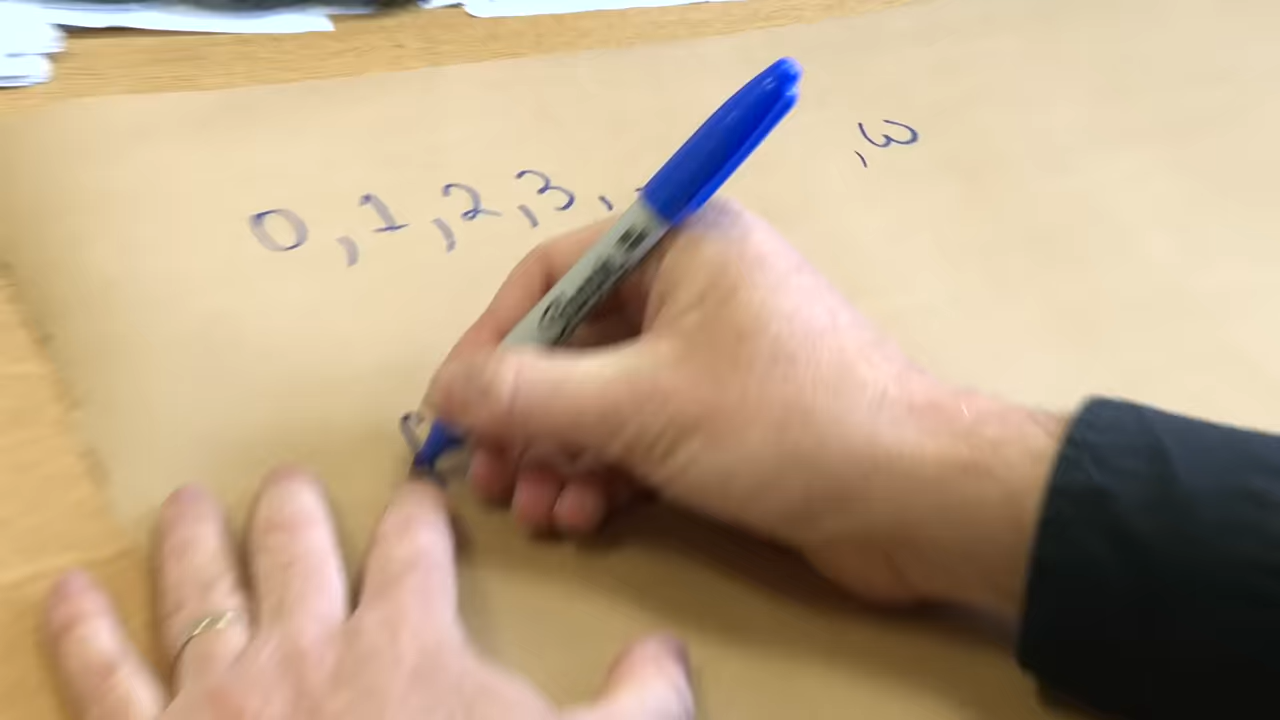 0, 1, 2, 3, , ω